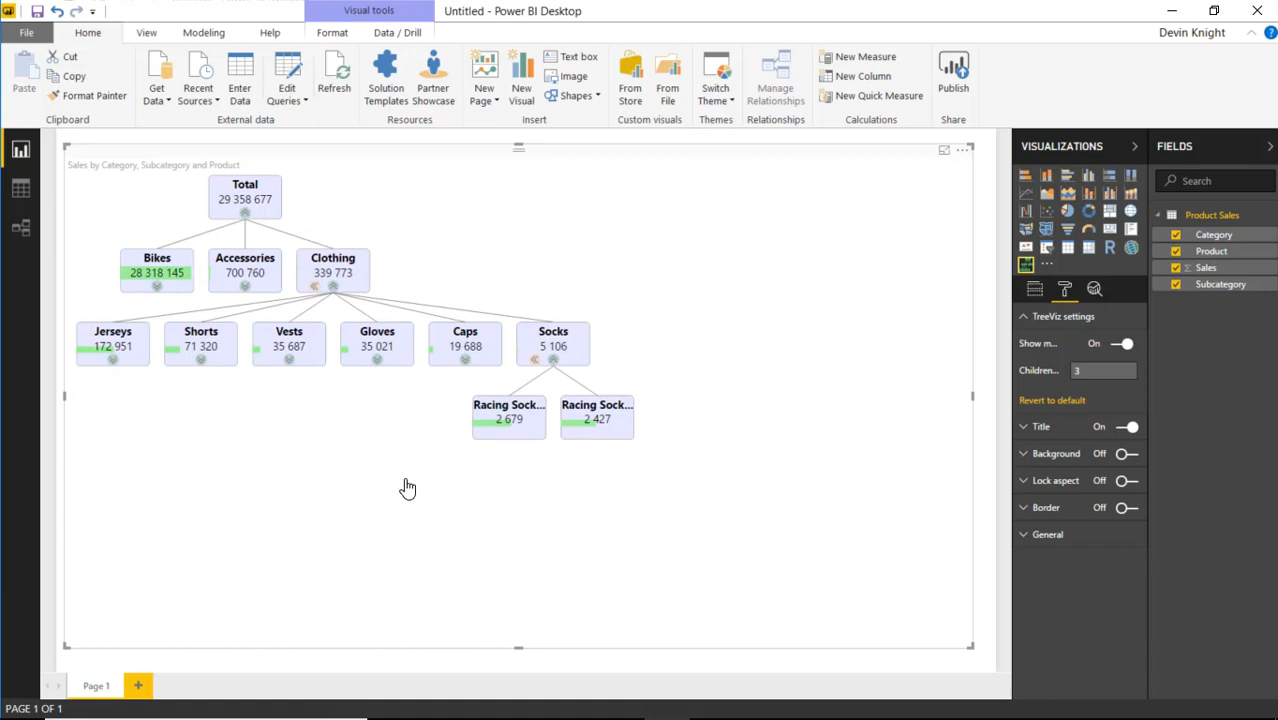 Visual tools
Untitled - Power BI Desktop
File
Home
View
Modeling
Help
Format
Data / Drill
Devin Knight
Paste
Cut
Copy
Format Painter
Clipboard
Get
Data
Recent
Sources
Enter
Data
Edit
Queries
Refresh
External data
Solution
Templates
Partner
Showcase
Resources
New
Page
New
Visual
Text box
Image
Shapes
Insert
From
Store
From
File
Custom visuals
Switch
Theme
Themes
Manage
Relationships
Relationships
New Measure
New Column
New Quick Measure
Calculations
Publish
Share
Sales by Category, Subcategory and Product
Total
29 358 677
Bikes
28 318 145
Accessories
700 760
Clothing
339 773
Jerseys
172 951
Shorts
71 320
Vests
35 687
Gloves
35 021
Caps
19 688
Socks
5 106
Racing Sock...
2 679
Racing Sock...
2 427
VISUALIZATIONS
R
TreeViz settings
Show m... On
Children... 3
Revert to default
Title On
Background Off
Lock aspect Off
Border Off
General
FIELDS
Search
Product Sales
Category
Product
Σ Sales
Subcategory
Page 1
PAGE 1 OF 1